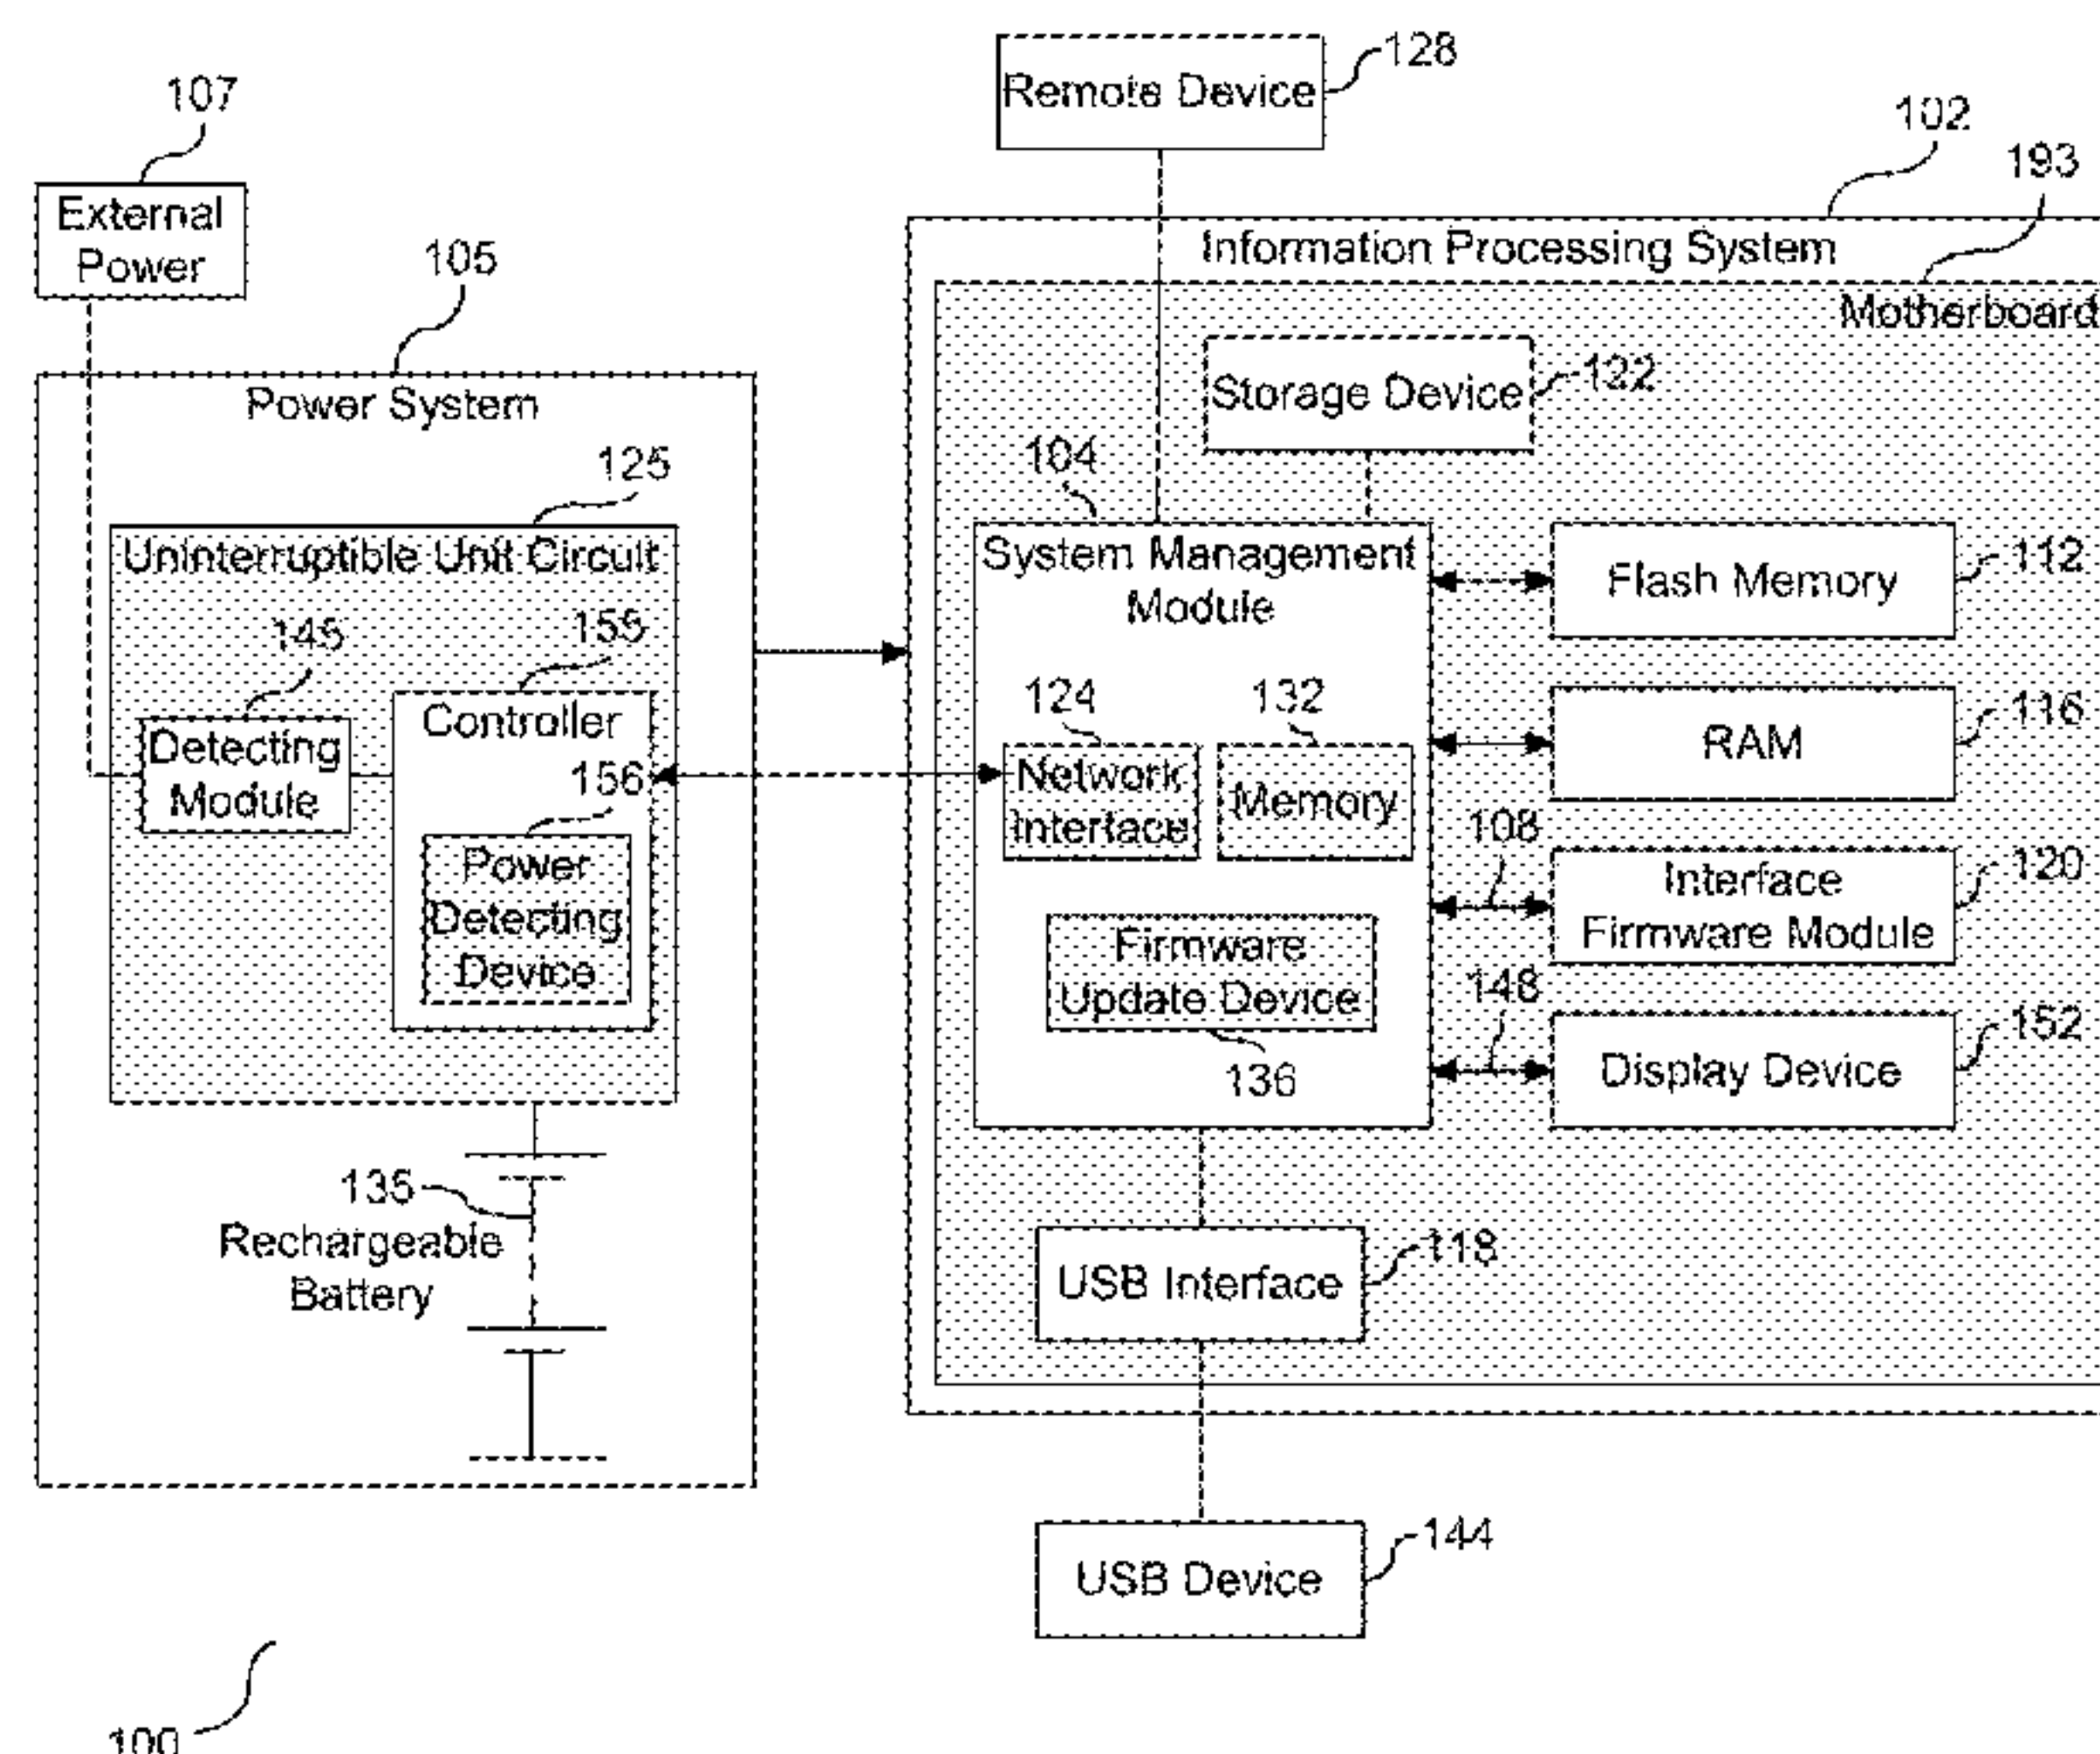 128
Remote Device
107
External
Power
102
193
Information Processing System
Motherboard
105
Power System
Storage Device
122
104
125
Uninterruptible Unit Circuit
System Management
Module
Flash Memory
112
145
155
Controller
Detecting
Module
156
Power
Detecting
Device
124
132
Network
Interface
Memory
RAM
116
108
Interface
Firmware Module
120
Firmware
Update Device
136
148
Display Device
152
135
Rechargeable
Battery
USB Interface
118
USB Device
144
100